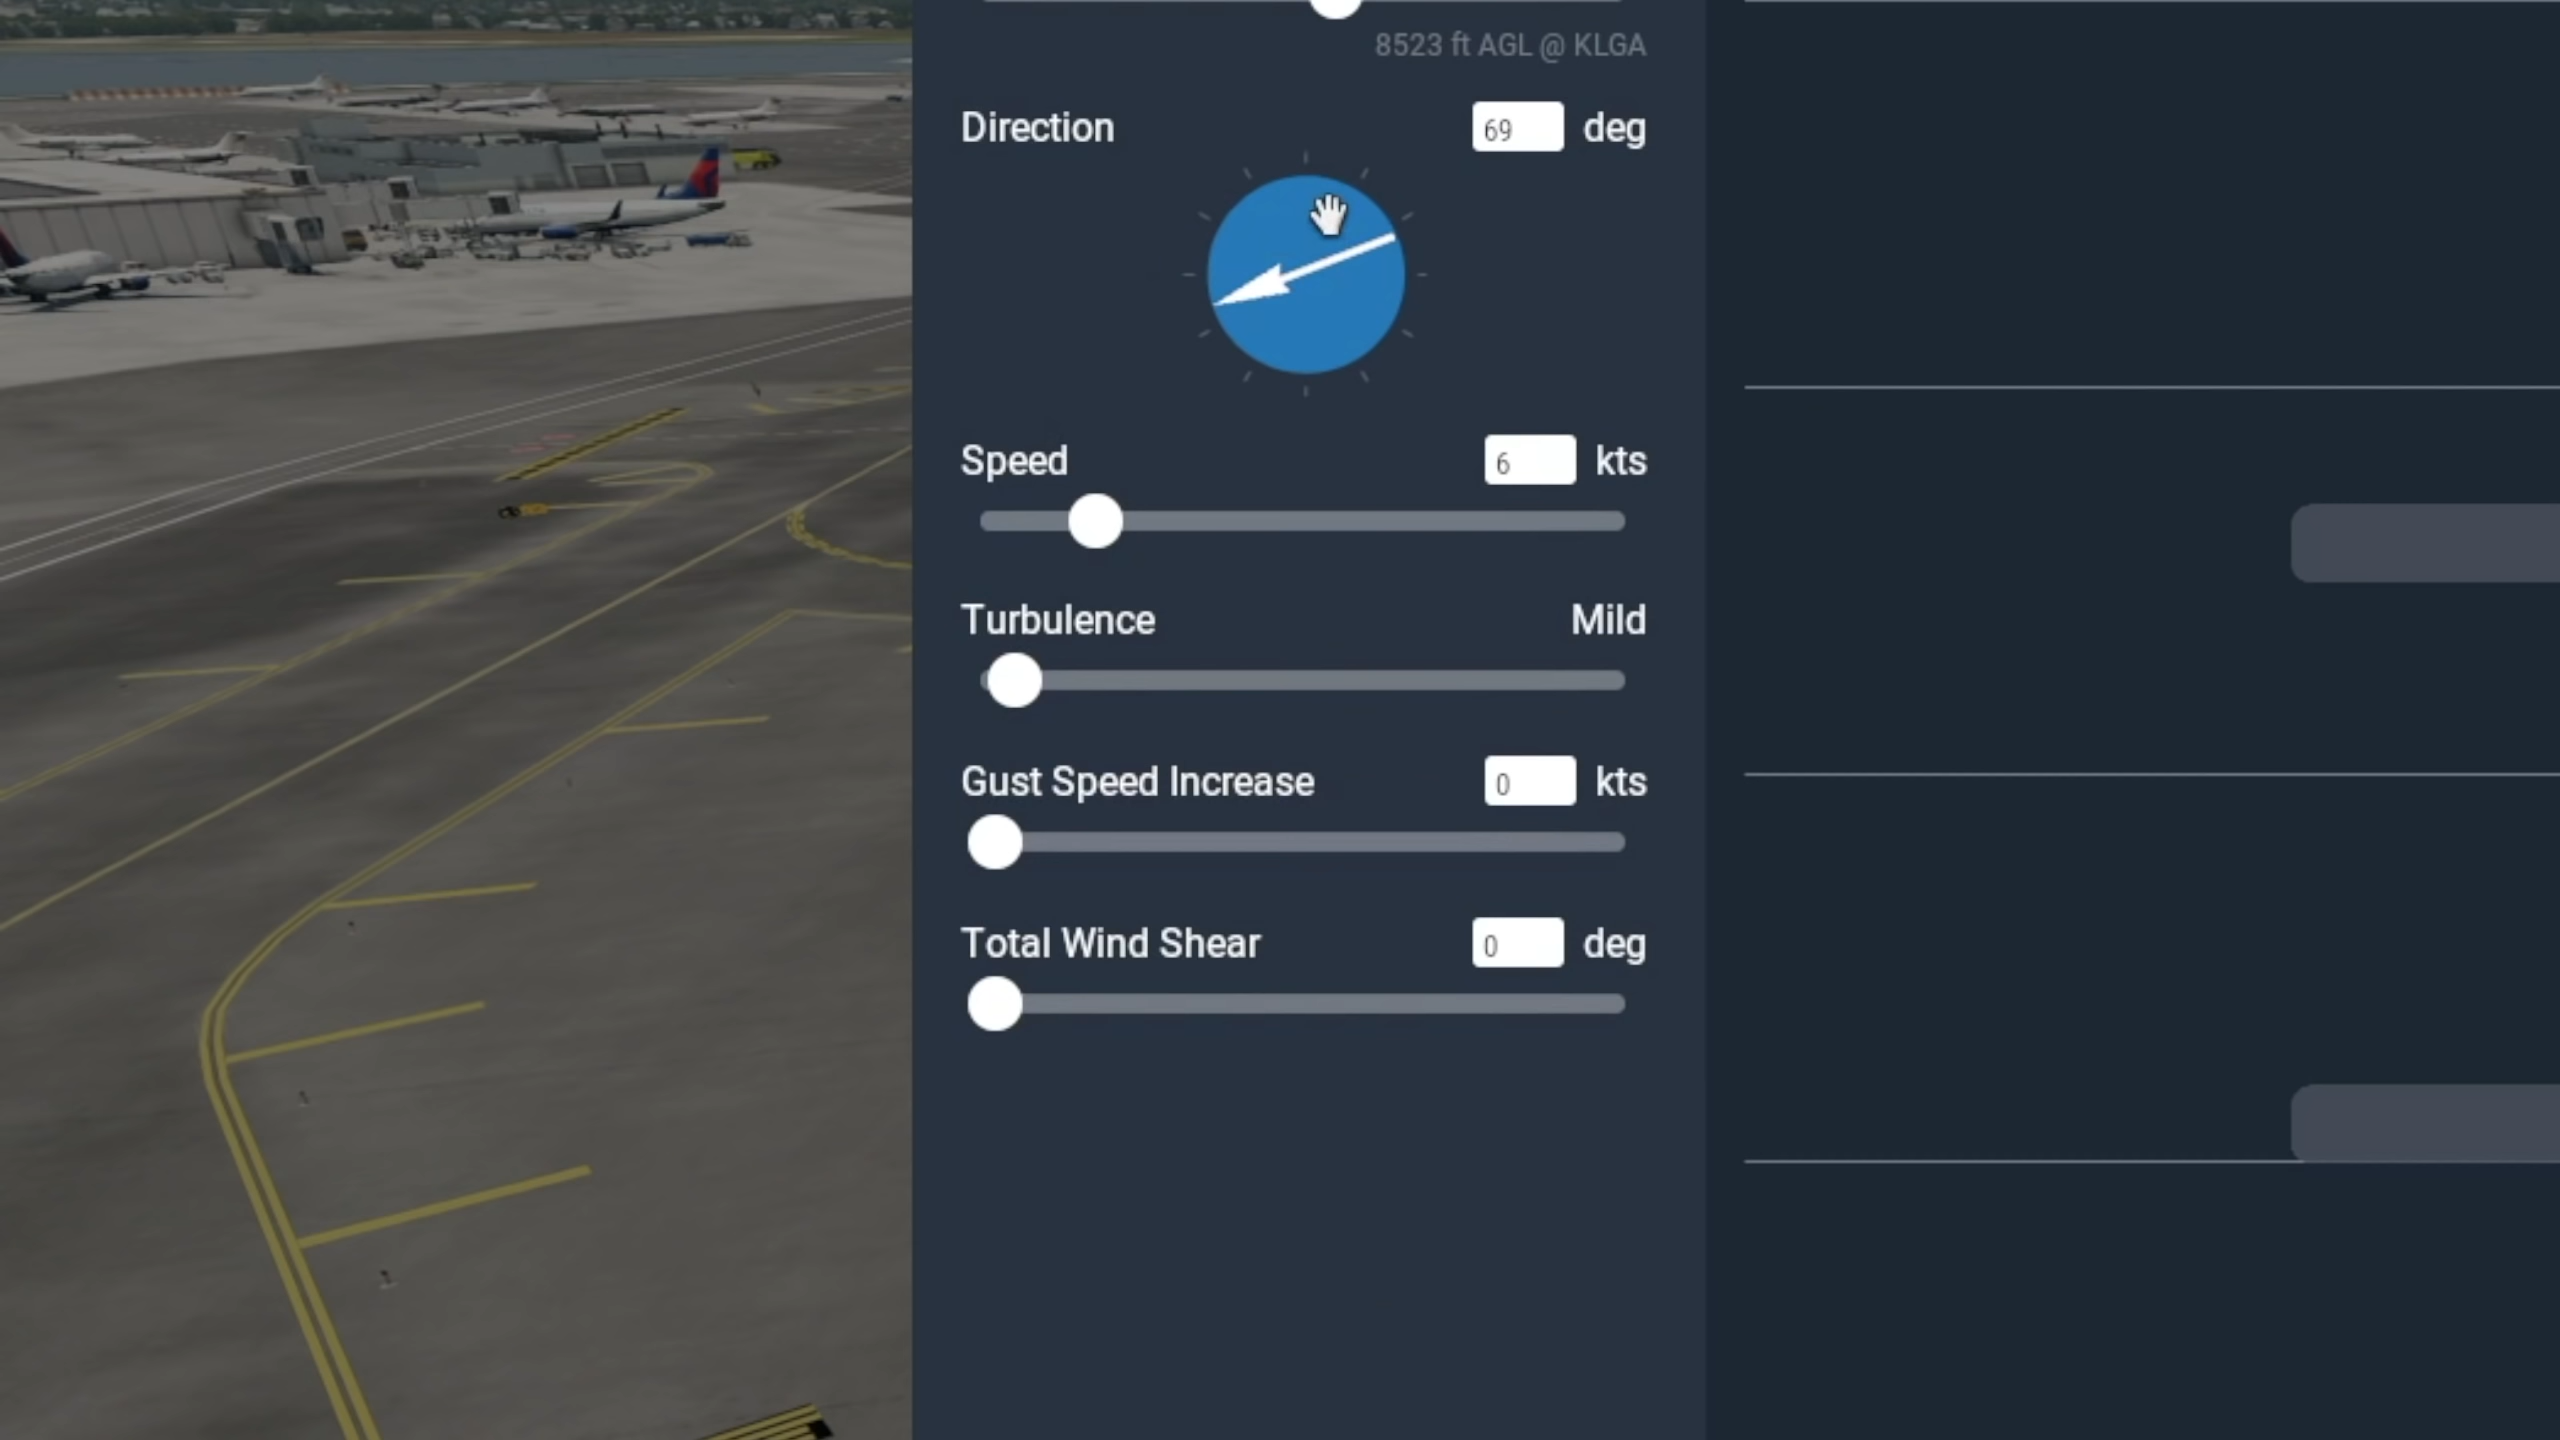 8523 ft AGL @ KLGA
Direction 69 deg
Speed 6 kts
Turbulence Mild
Gust Speed Increase 0 kts
Total Wind Shear 0 deg